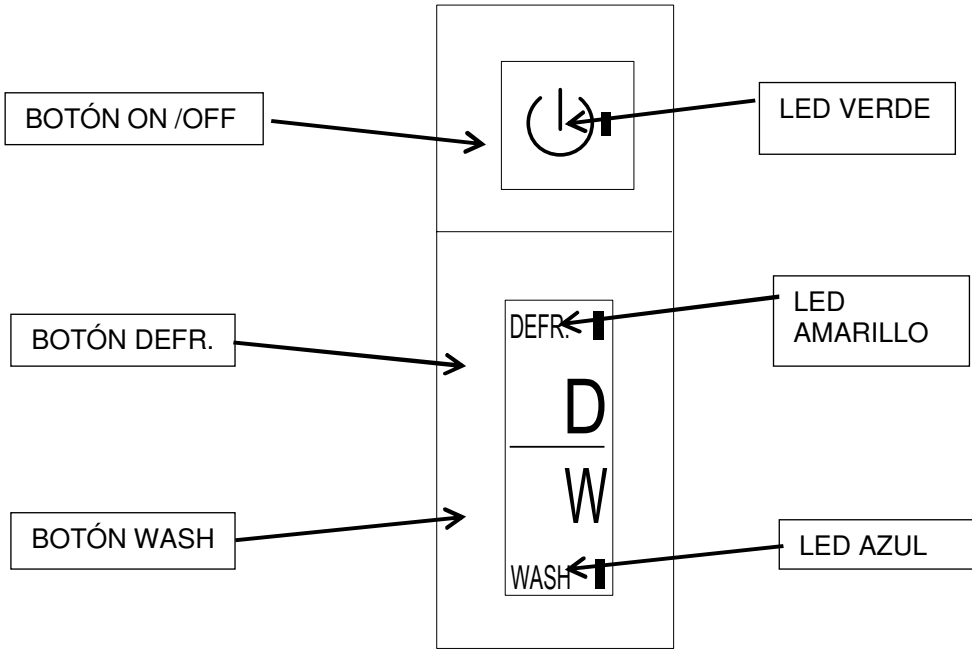 BOTÓN ON /OFF
LED VERDE
BOTÓN DEFR.
DEFR.
LED
AMARILLO
D
W
BOTÓN WASH
WASH
LED AZUL